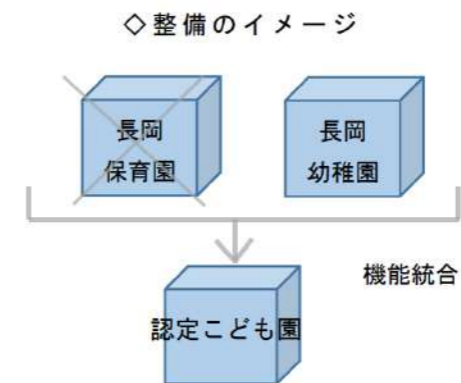 ◇整備のイメージ
長岡
保育園
長岡
幼稚園
機能統合
認定こども園